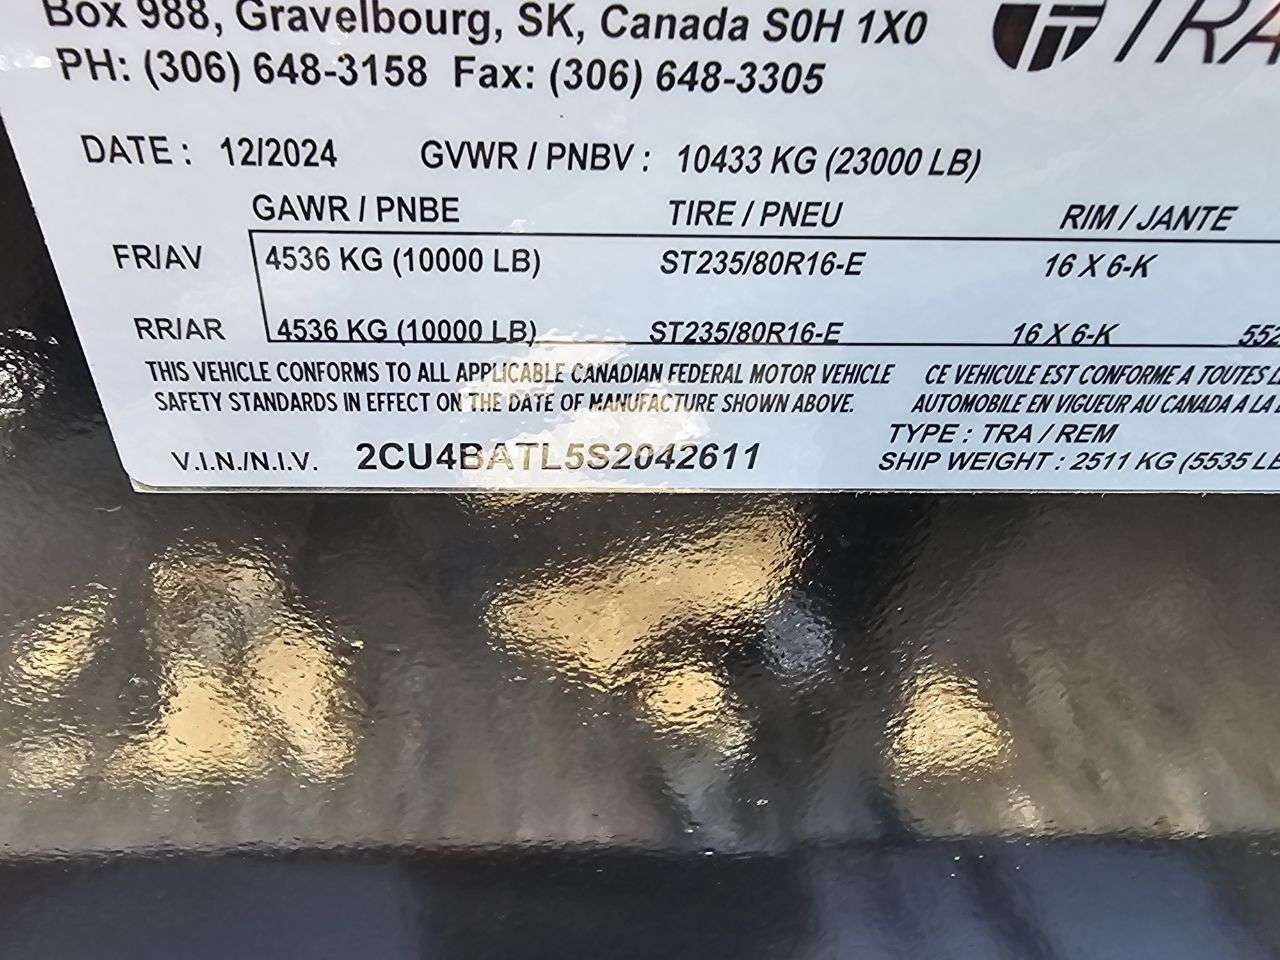 Box 988, Gravelbourg, SK, Canada S0H 1X0
PH: (306) 648-3158 Fax: (306) 648-3305
TRA
DATE : 12/2024 GVWR / PNBV : 10433 KG (23000 LB)
GAWR / PNBE TIRE / PNEU RIM / JANTE
FR/AV 4536 KG (10000 LB) ST235/80R16-E 16 X 6-K
RR/AR 4536 KG (10000 LB) ST235/80R16-E 16 X 6-K 552
THIS VEHICLE CONFORMS TO ALL APPLICABLE CANADIAN FEDERAL MOTOR VEHICLE
SAFETY STANDARDS IN EFFECT ON THE DATE OF MANUFACTURE SHOWN ABOVE.
CE VEHICULE EST CONFORME A TOUTES L
AUTOMOBILE EN VIGUEUR AU CANADA A LA
TYPE : TRA / REM
V.I.N./N.I.V. 2CU4BATL5S2042611
SHIP WEIGHT : 2511 KG (5535 LB